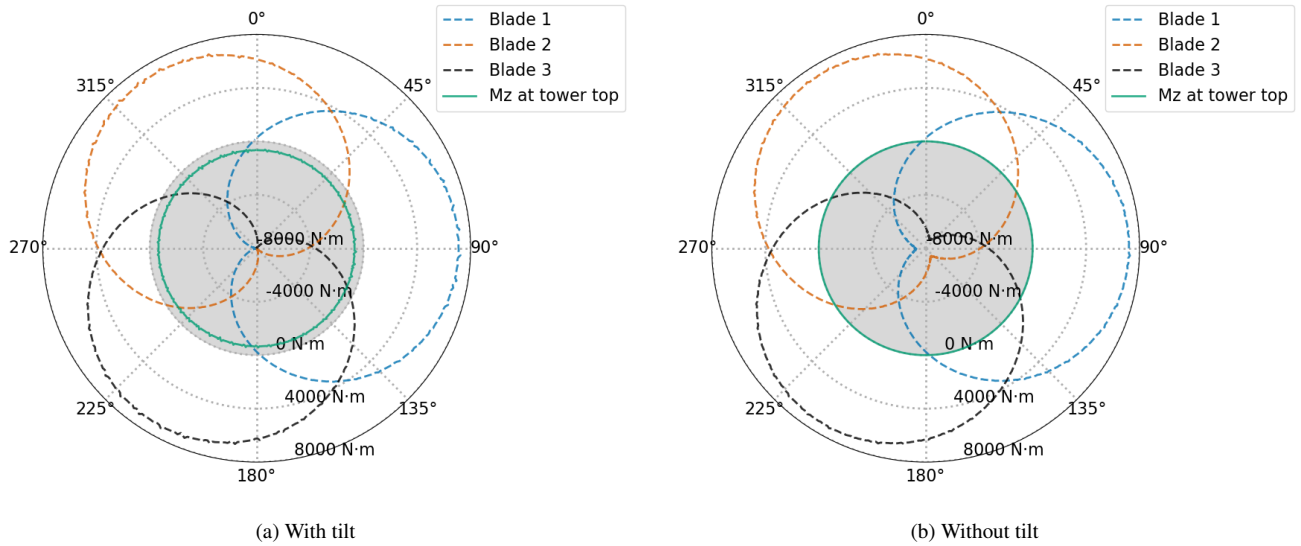 0°
45°
90°
135°
180°
225°
270°
315°
-8000 N·m
-4000 N·m
0 N·m
4000 N·m
8000 N·m
Blade 1
Blade 2
Blade 3
Mz at tower top
(a) With tilt
0°
45°
90°
135°
180°
225°
270°
315°
-8000 N·m
-4000 N·m
0 N·m
4000 N·m
8000 N·m
Blade 1
Blade 2
Blade 3
Mz at tower top
(b) Without tilt